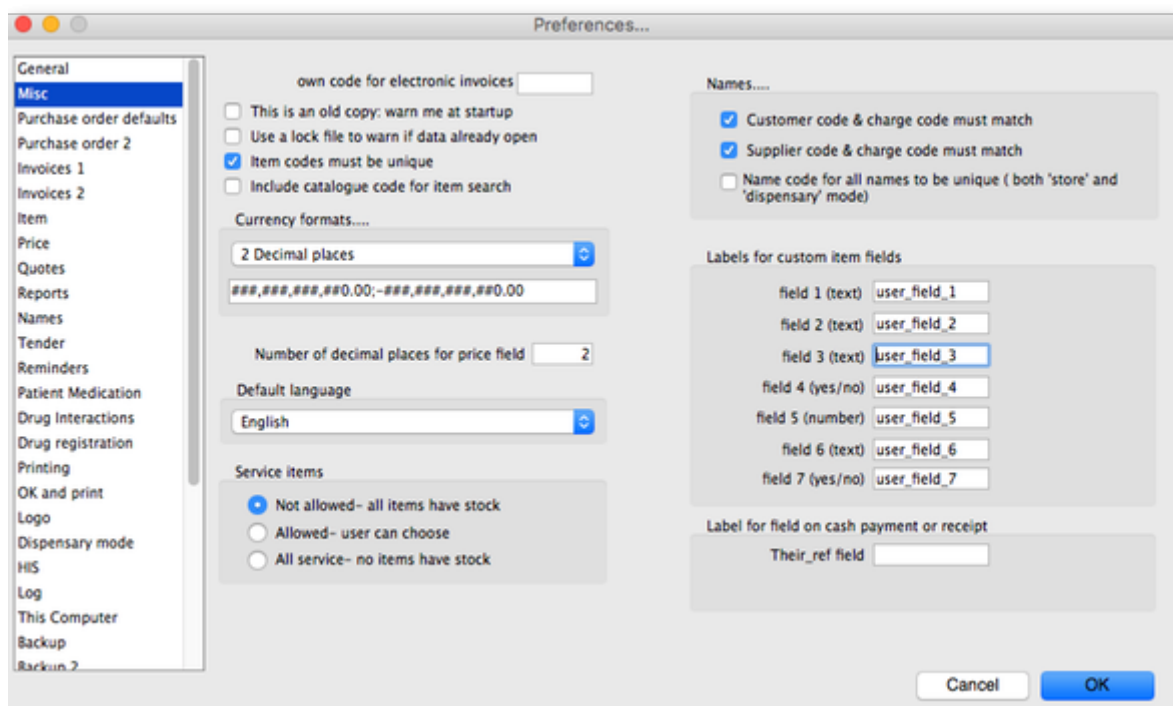 Preferences...
General
Misc
Purchase order defaults
Purchase order 2
Invoices 1
Invoices 2
Item
Price
Quotes
Reports
Names
Tender
Reminders
Patient Medication
Drug Interactions
Drug registration
Printing
OK and print
Logo
Dispensary mode
HIS
Log
This Computer
Backup
Backup 2
own code for electronic invoices
This is an old copy: warn me at startup
Use a lock file to warn if data already open
Item codes must be unique
Include catalogue code for item search
Currency formats....
2 Decimal places
###,###,###,##0.00;-###,###,###,##0.00
Number of decimal places for price field 2
Default language
English
Service items
Not allowed- all items have stock
Allowed- user can choose
All service- no items have stock
Names....
Customer code & charge code must match
Supplier code & charge code must match
Name code for all names to be unique ( both 'store' and
'dispensary' mode)
Labels for custom item fields
field 1 (text) user_field_1
field 2 (text) user_field_2
field 3 (text) user_field_3
field 4 (yes/no) user_field_4
field 5 (number) user_field_5
field 6 (text) user_field_6
field 7 (yes/no) user_field_7
Label for field on cash payment or receipt
Their_ref field
Cancel
OK